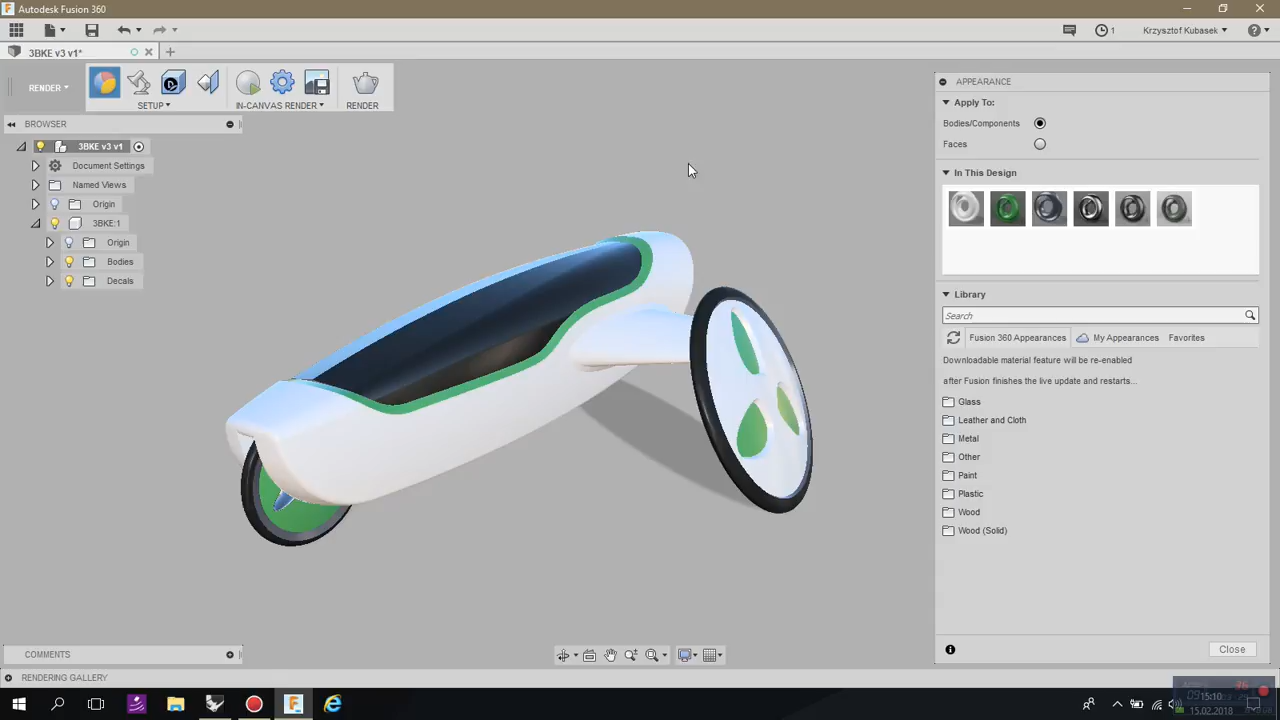 Autodesk Fusion 360
1
Krzysztof Kubasek
3BKE v3 v1*
RENDER
SETUP
IN-CANVAS RENDER
RENDER
BROWSER
3BKE v3 v1
Document Settings
Named Views
Origin
3BKE:1
Origin
Bodies
Decals
APPEARANCE
Apply To:
Bodies/Components
Faces
In This Design
Library
Search
Fusion 360 Appearances
My Appearances
Favorites
Downloadable material feature will be re-enabled
after Fusion finishes the live update and restarts...
Glass
Leather and Cloth
Metal
Other
Paint
Plastic
Wood
Wood (Solid)
Close
COMMENTS
RENDERING GALLERY
15:10
15.02.2018